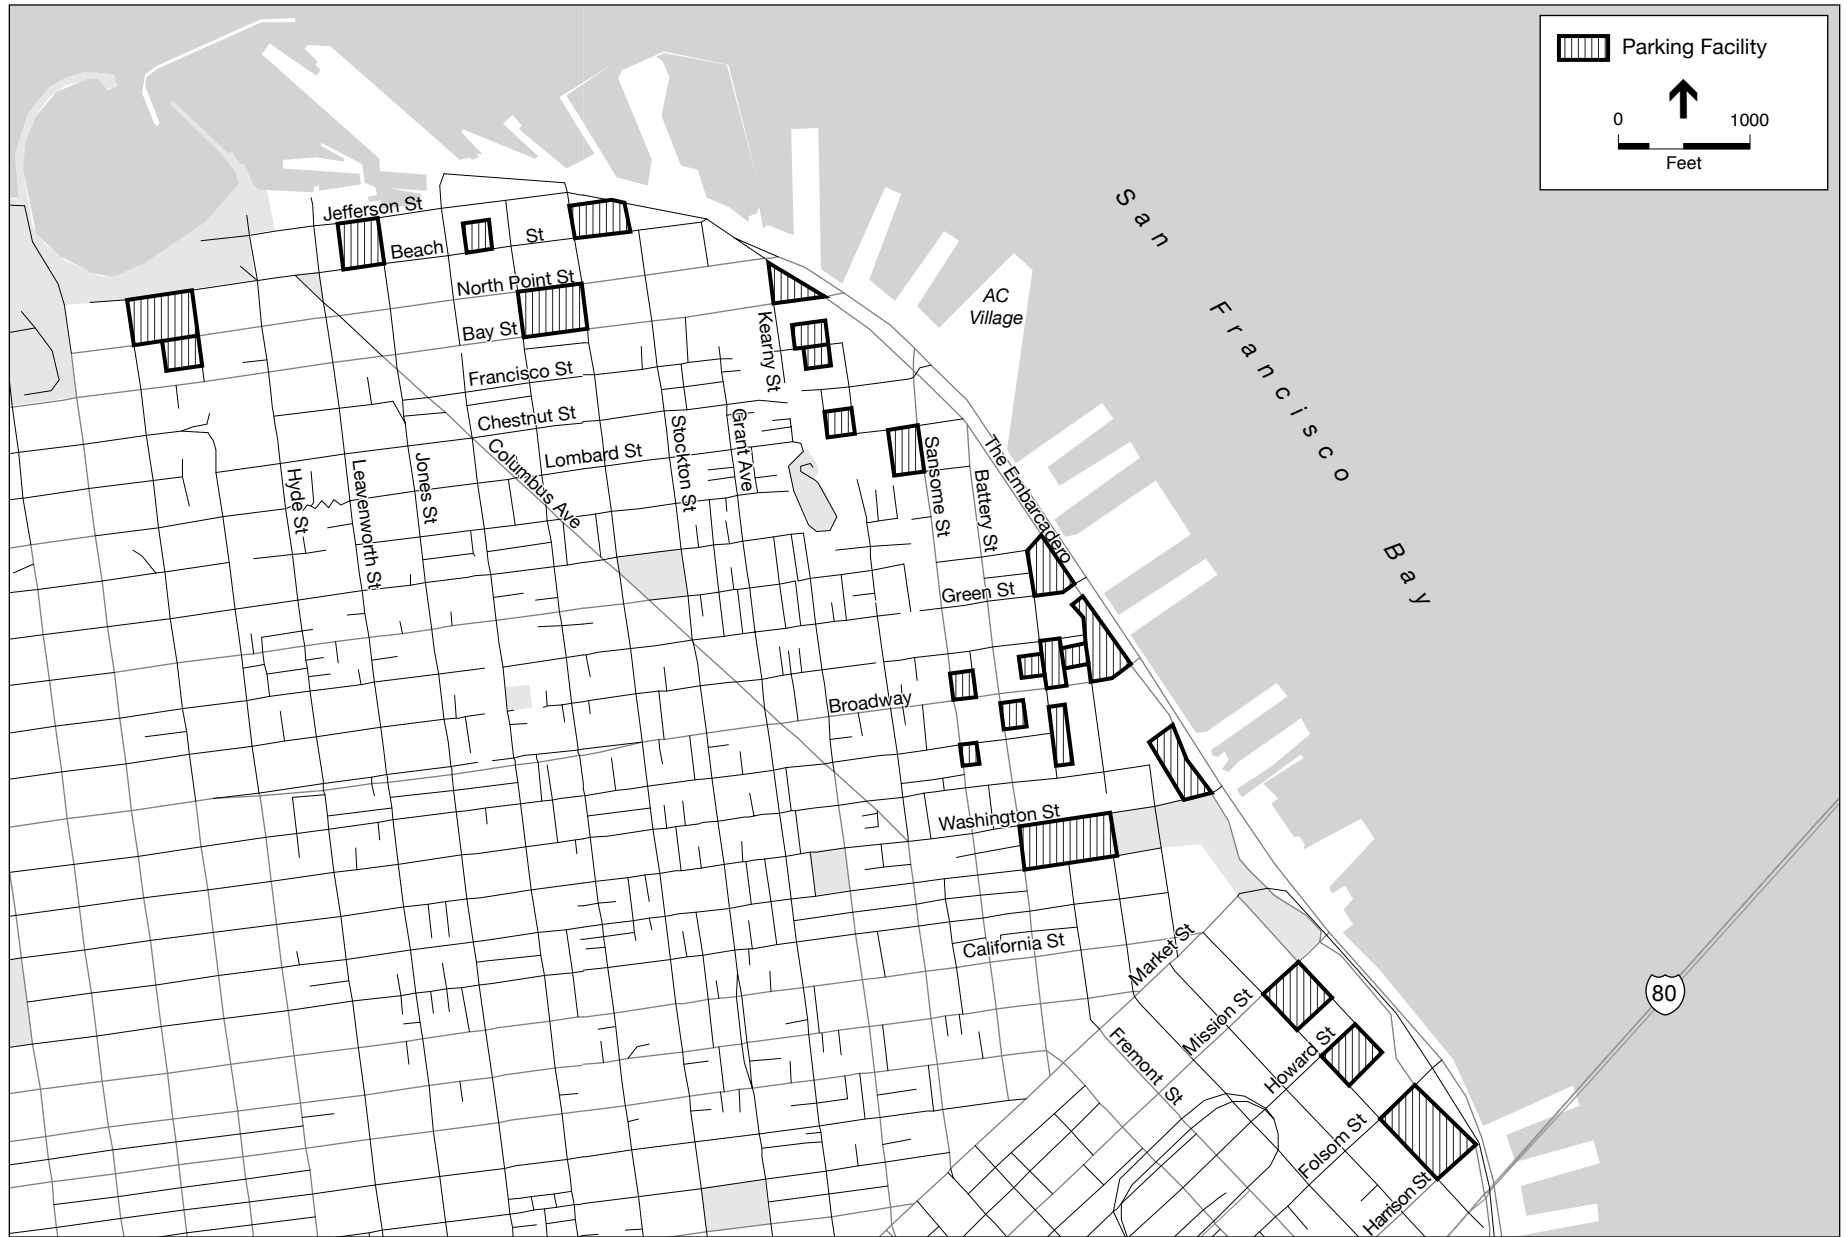 Parking Facility
0 1000
Feet
San Francisco Bay
AC
Village
Jefferson St
Beach St
North Point St
Bay St
Francisco St
Chestnut St
Lombard St
Columbus Ave
Hyde St
Leavenworth St
Jones St
Stockton St
Grant Ave
Kearny St
Sansome St
Battery St
The Embarcadero
Green St
Broadway
Washington St
California St
Market St
Mission St
Fremont St
Howard St
Folsom St
Harrison St
80